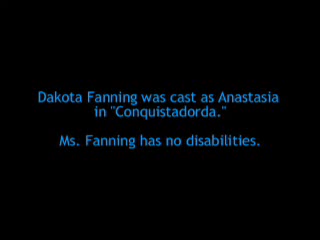 Dakota Fanning was cast as Anastasia
in "Conquistadorda."
Ms. Fanning has no disabilities.